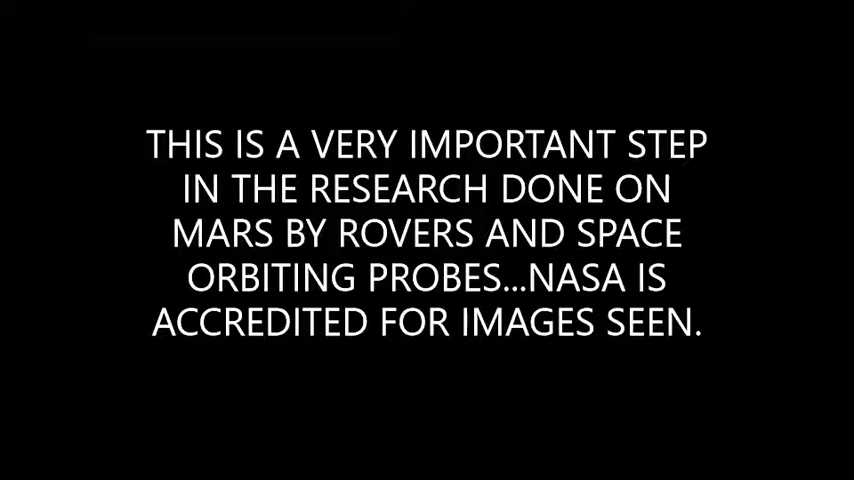 THIS IS A VERY IMPORTANT STEP
IN THE RESEARCH DONE ON
MARS BY ROVERS AND SPACE
ORBITING PROBES...NASA IS
ACCREDITED FOR IMAGES SEEN.